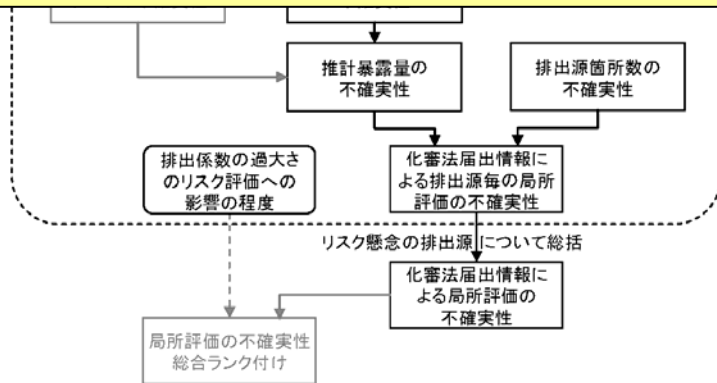 推計暴露量の
不確実性
排出源箇所数の
不確実性
排出係数の過大さ
のリスク評価への
影響の程度
化審法届出情報に
よる排出源毎の局所
評価の不確実性
リスク懸念の排出源について総括
化審法届出情報に
よる局所評価の
不確実性
局所評価の不確実性
総合ランク付け